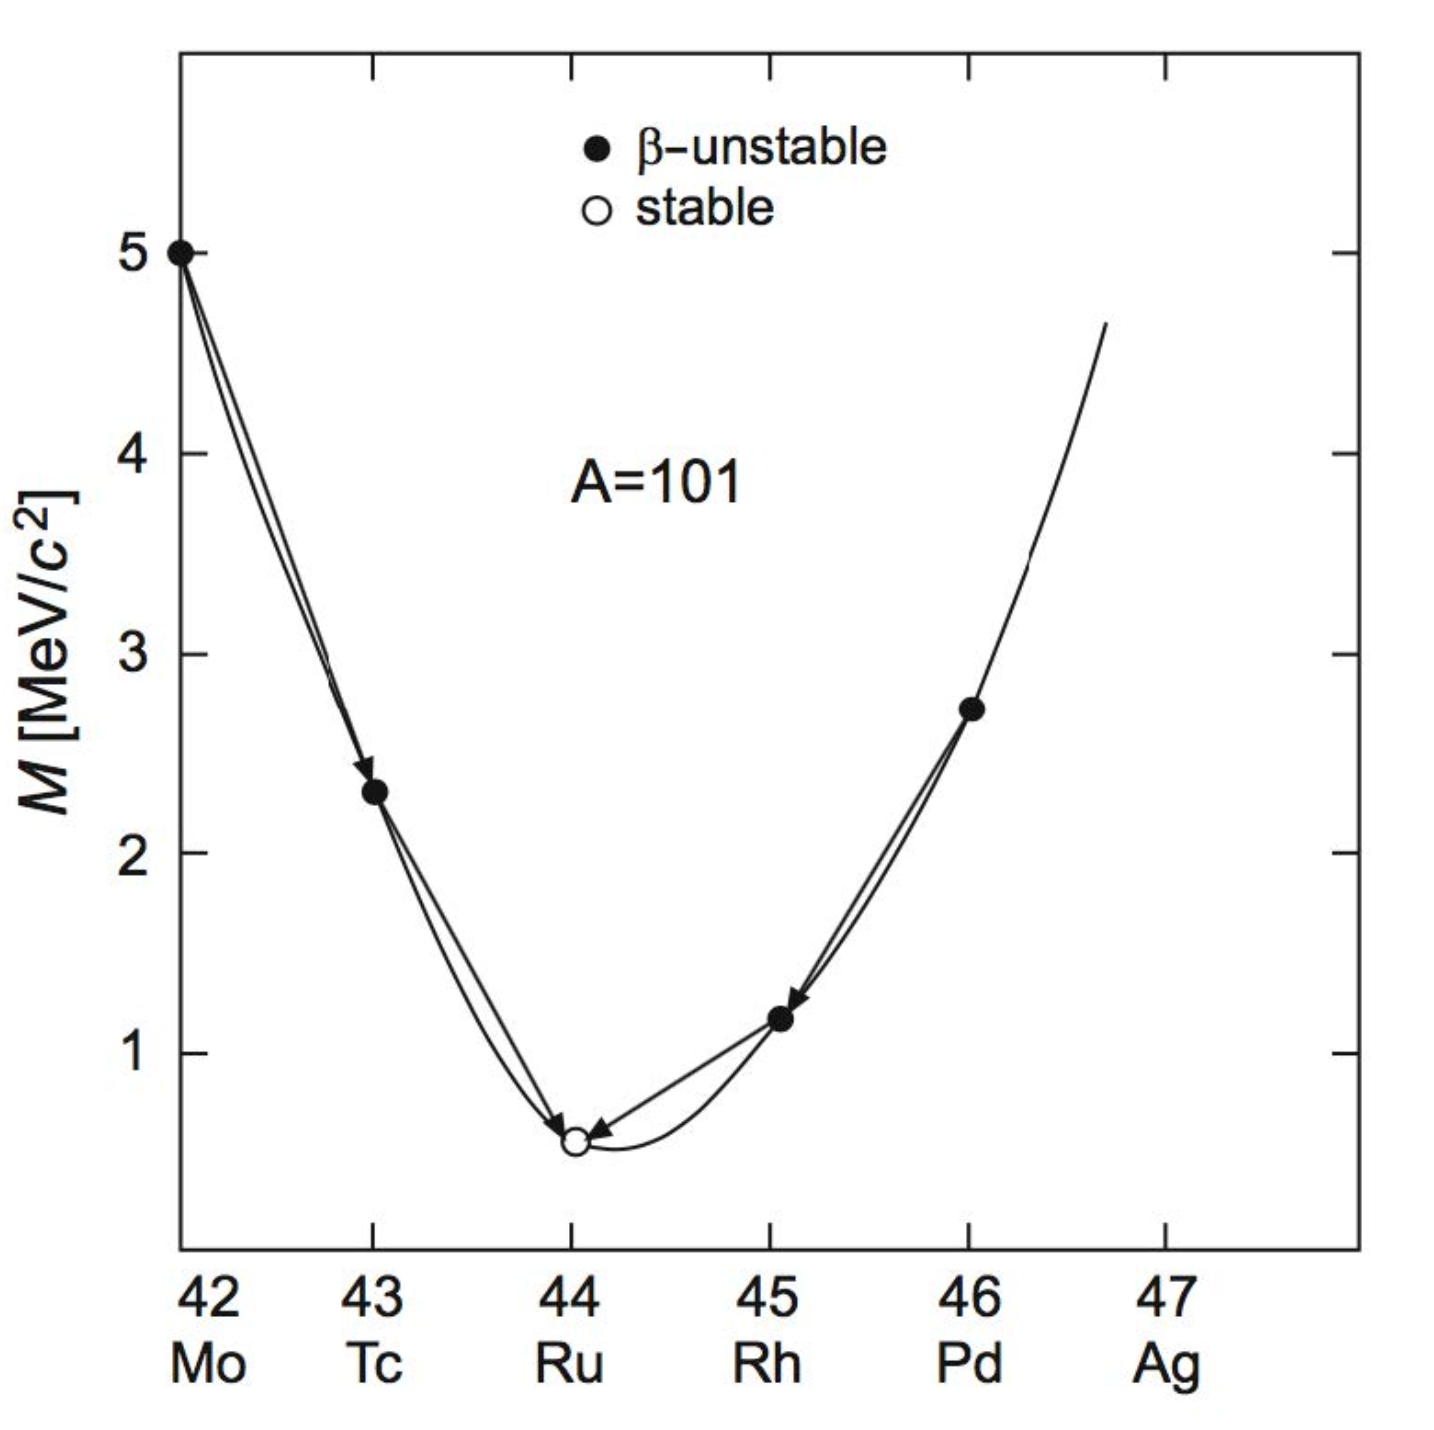 β–unstable
stable
5
4
A=101
3
2
1
M [MeV/c²]
42 43 44 45 46 47
Mo Tc Ru Rh Pd Ag